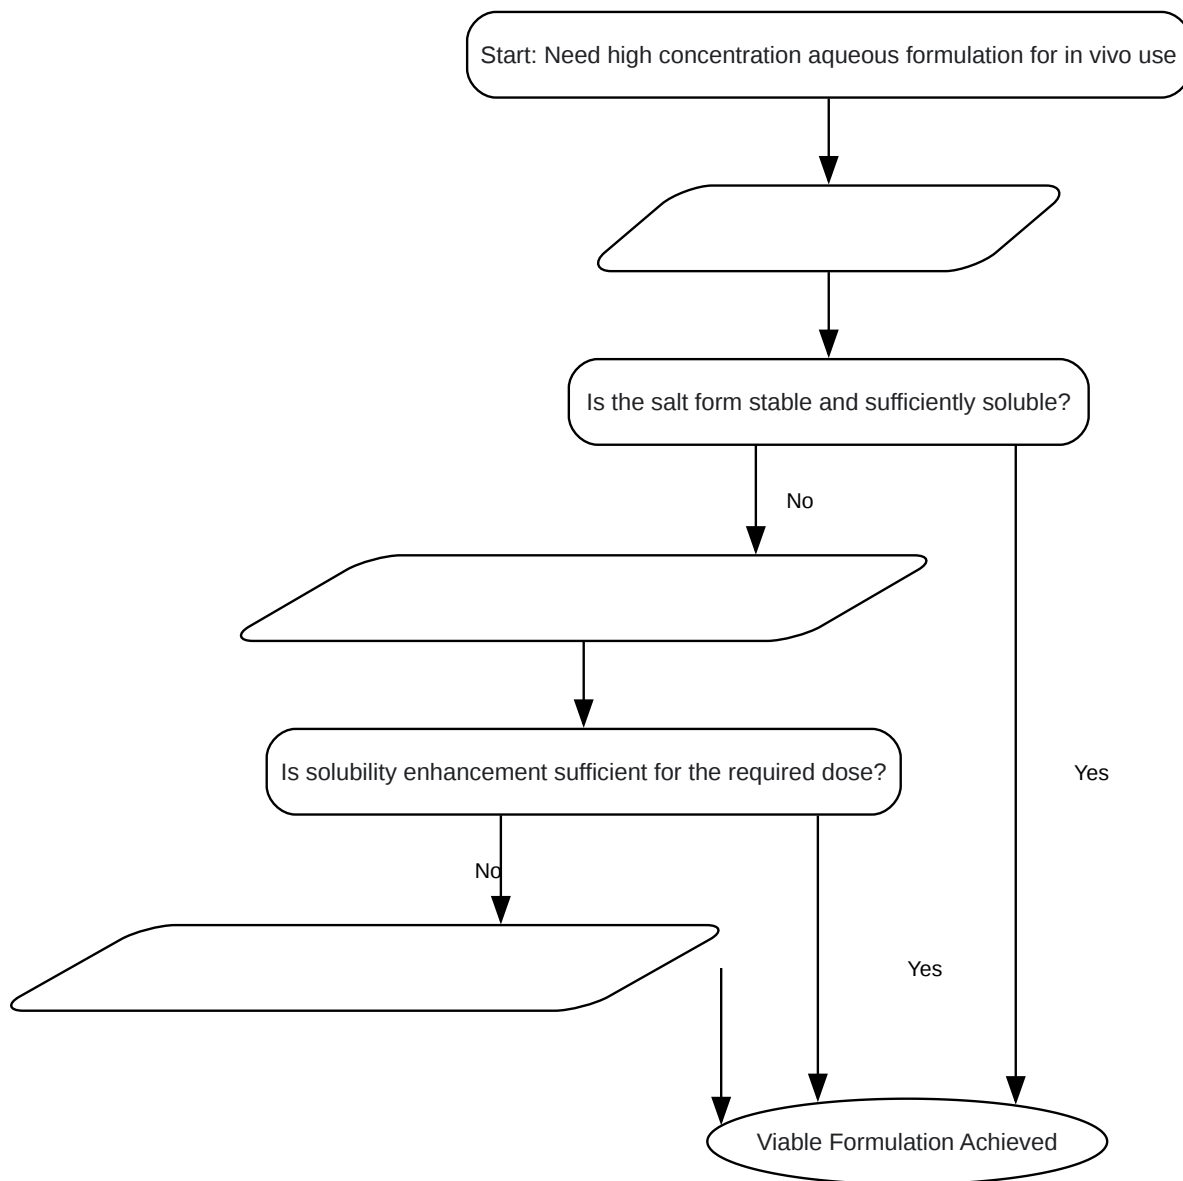 Start: Need high concentration aqueous formulation for in vivo use
Is the salt form stable and sufficiently soluble?
No
Is solubility enhancement sufficient for the required dose?
Yes
No
Yes
Viable Formulation Achieved